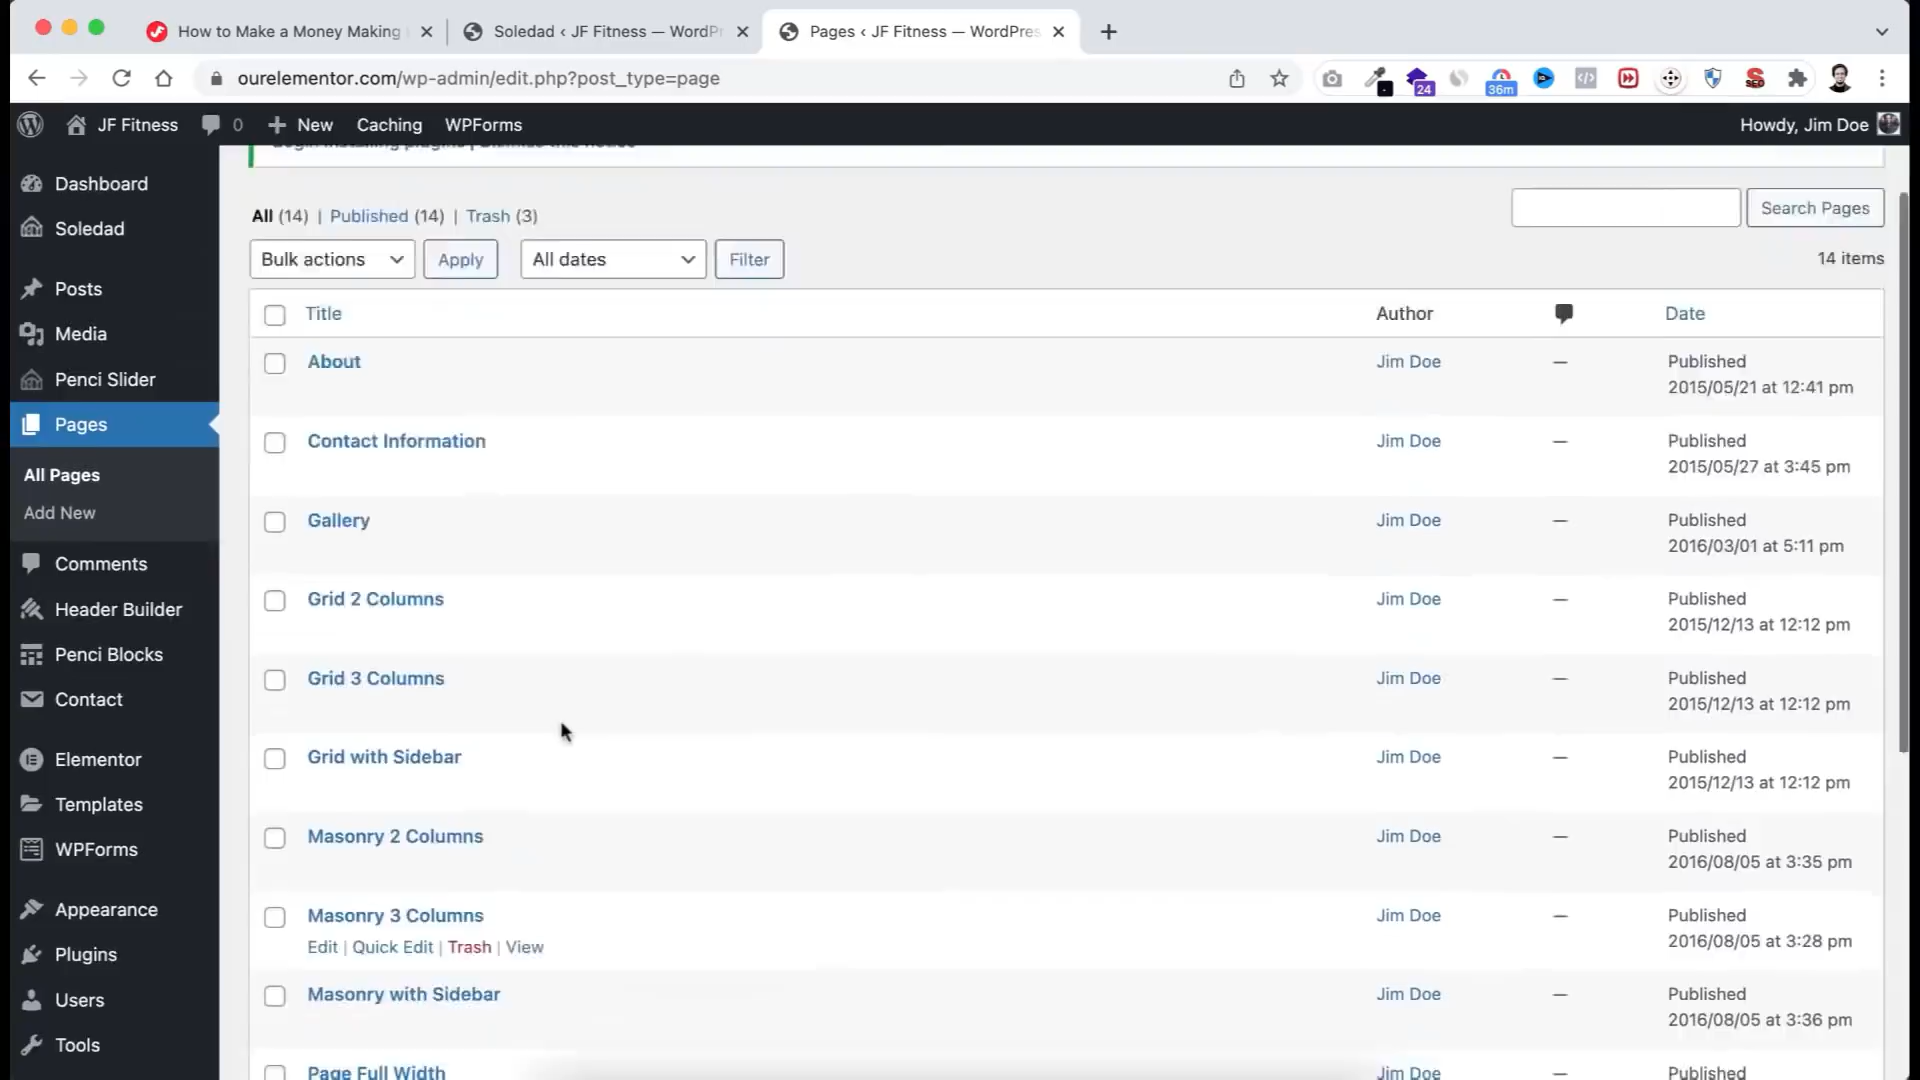 How to Make a Money Making
Soledad ‹ JF Fitness — WordPr
Pages ‹ JF Fitness — WordPres
ourelementor.com/wp-admin/edit.php?post_type=page
24
36m
SEO
JF Fitness
0
New
Caching
WPForms
Howdy, Jim Doe
Dashboard
Soledad
Posts
Media
Penci Slider
Pages
All Pages
Add New
Comments
Header Builder
Penci Blocks
Contact
Elementor
Templates
WPForms
Appearance
Plugins
Users
Tools
Begin installing plugins | Dismiss this notice
All (14) | Published (14) | Trash (3)
Search Pages
Bulk actions
Apply
All dates
Filter
14 items
Title Author Date
About Jim Doe — Published
2015/05/21 at 12:41 pm
Contact Information Jim Doe — Published
2015/05/27 at 3:45 pm
Gallery Jim Doe — Published
2016/03/01 at 5:11 pm
Grid 2 Columns Jim Doe — Published
2015/12/13 at 12:12 pm
Grid 3 Columns Jim Doe — Published
2015/12/13 at 12:12 pm
Grid with Sidebar Jim Doe — Published
2015/12/13 at 12:12 pm
Masonry 2 Columns Jim Doe — Published
2016/08/05 at 3:35 pm
Masonry 3 Columns Jim Doe — Published
Edit | Quick Edit | Trash | View 2016/08/05 at 3:28 pm
Masonry with Sidebar Jim Doe — Published
2016/08/05 at 3:36 pm
Page Full Width Jim Doe — Published